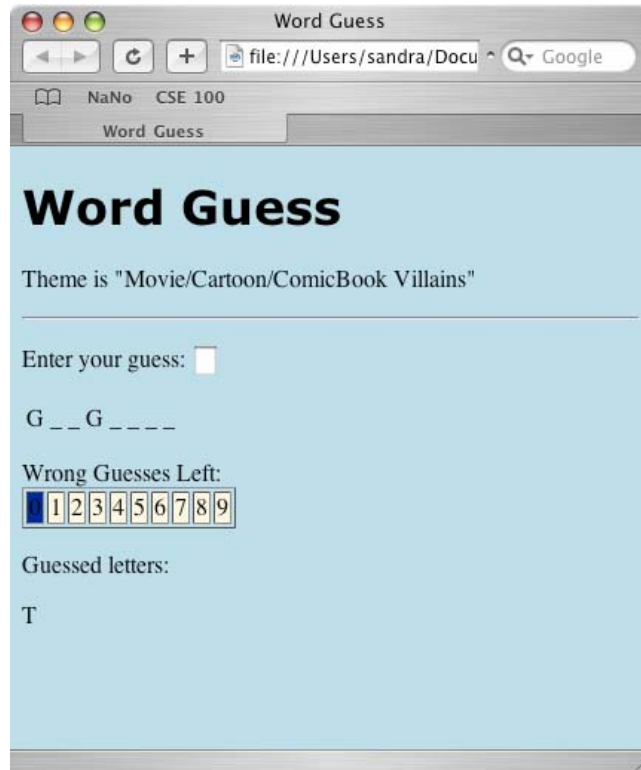 Word Guess
file:///Users/sandra/Docu Google
NaNo CSE 100
Word Guess
Word Guess
Theme is "Movie/Cartoon/ComicBook Villains"
Enter your guess:
G _ _ G _ _ _ _
Wrong Guesses Left:
0 1 2 3 4 5 6 7 8 9
Guessed letters:
T